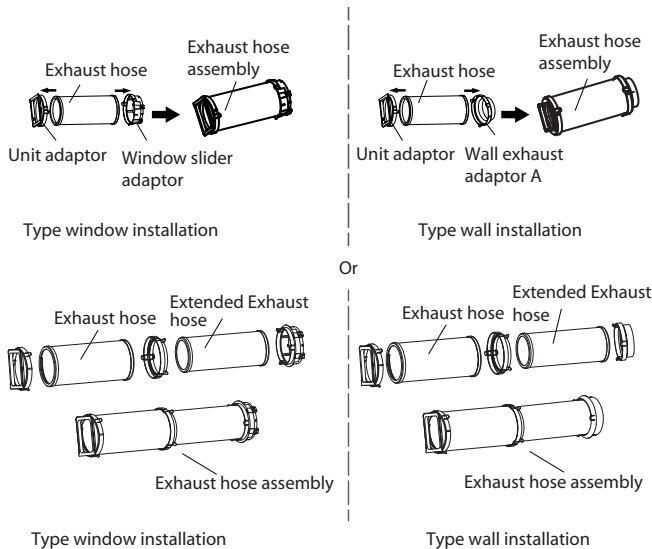 Exhaust hose
Exhaust hose
assembly
Unit adaptor
Window slider
adaptor
Type window installation
Exhaust hose
Exhaust hose
assembly
Unit adaptor
Wall exhaust
adaptor A
Type wall installation
Or
Exhaust hose
Extended Exhaust
hose
Exhaust hose assembly
Type window installation
Exhaust hose
Extended Exhaust
hose
Exhaust hose assembly
Type wall installation